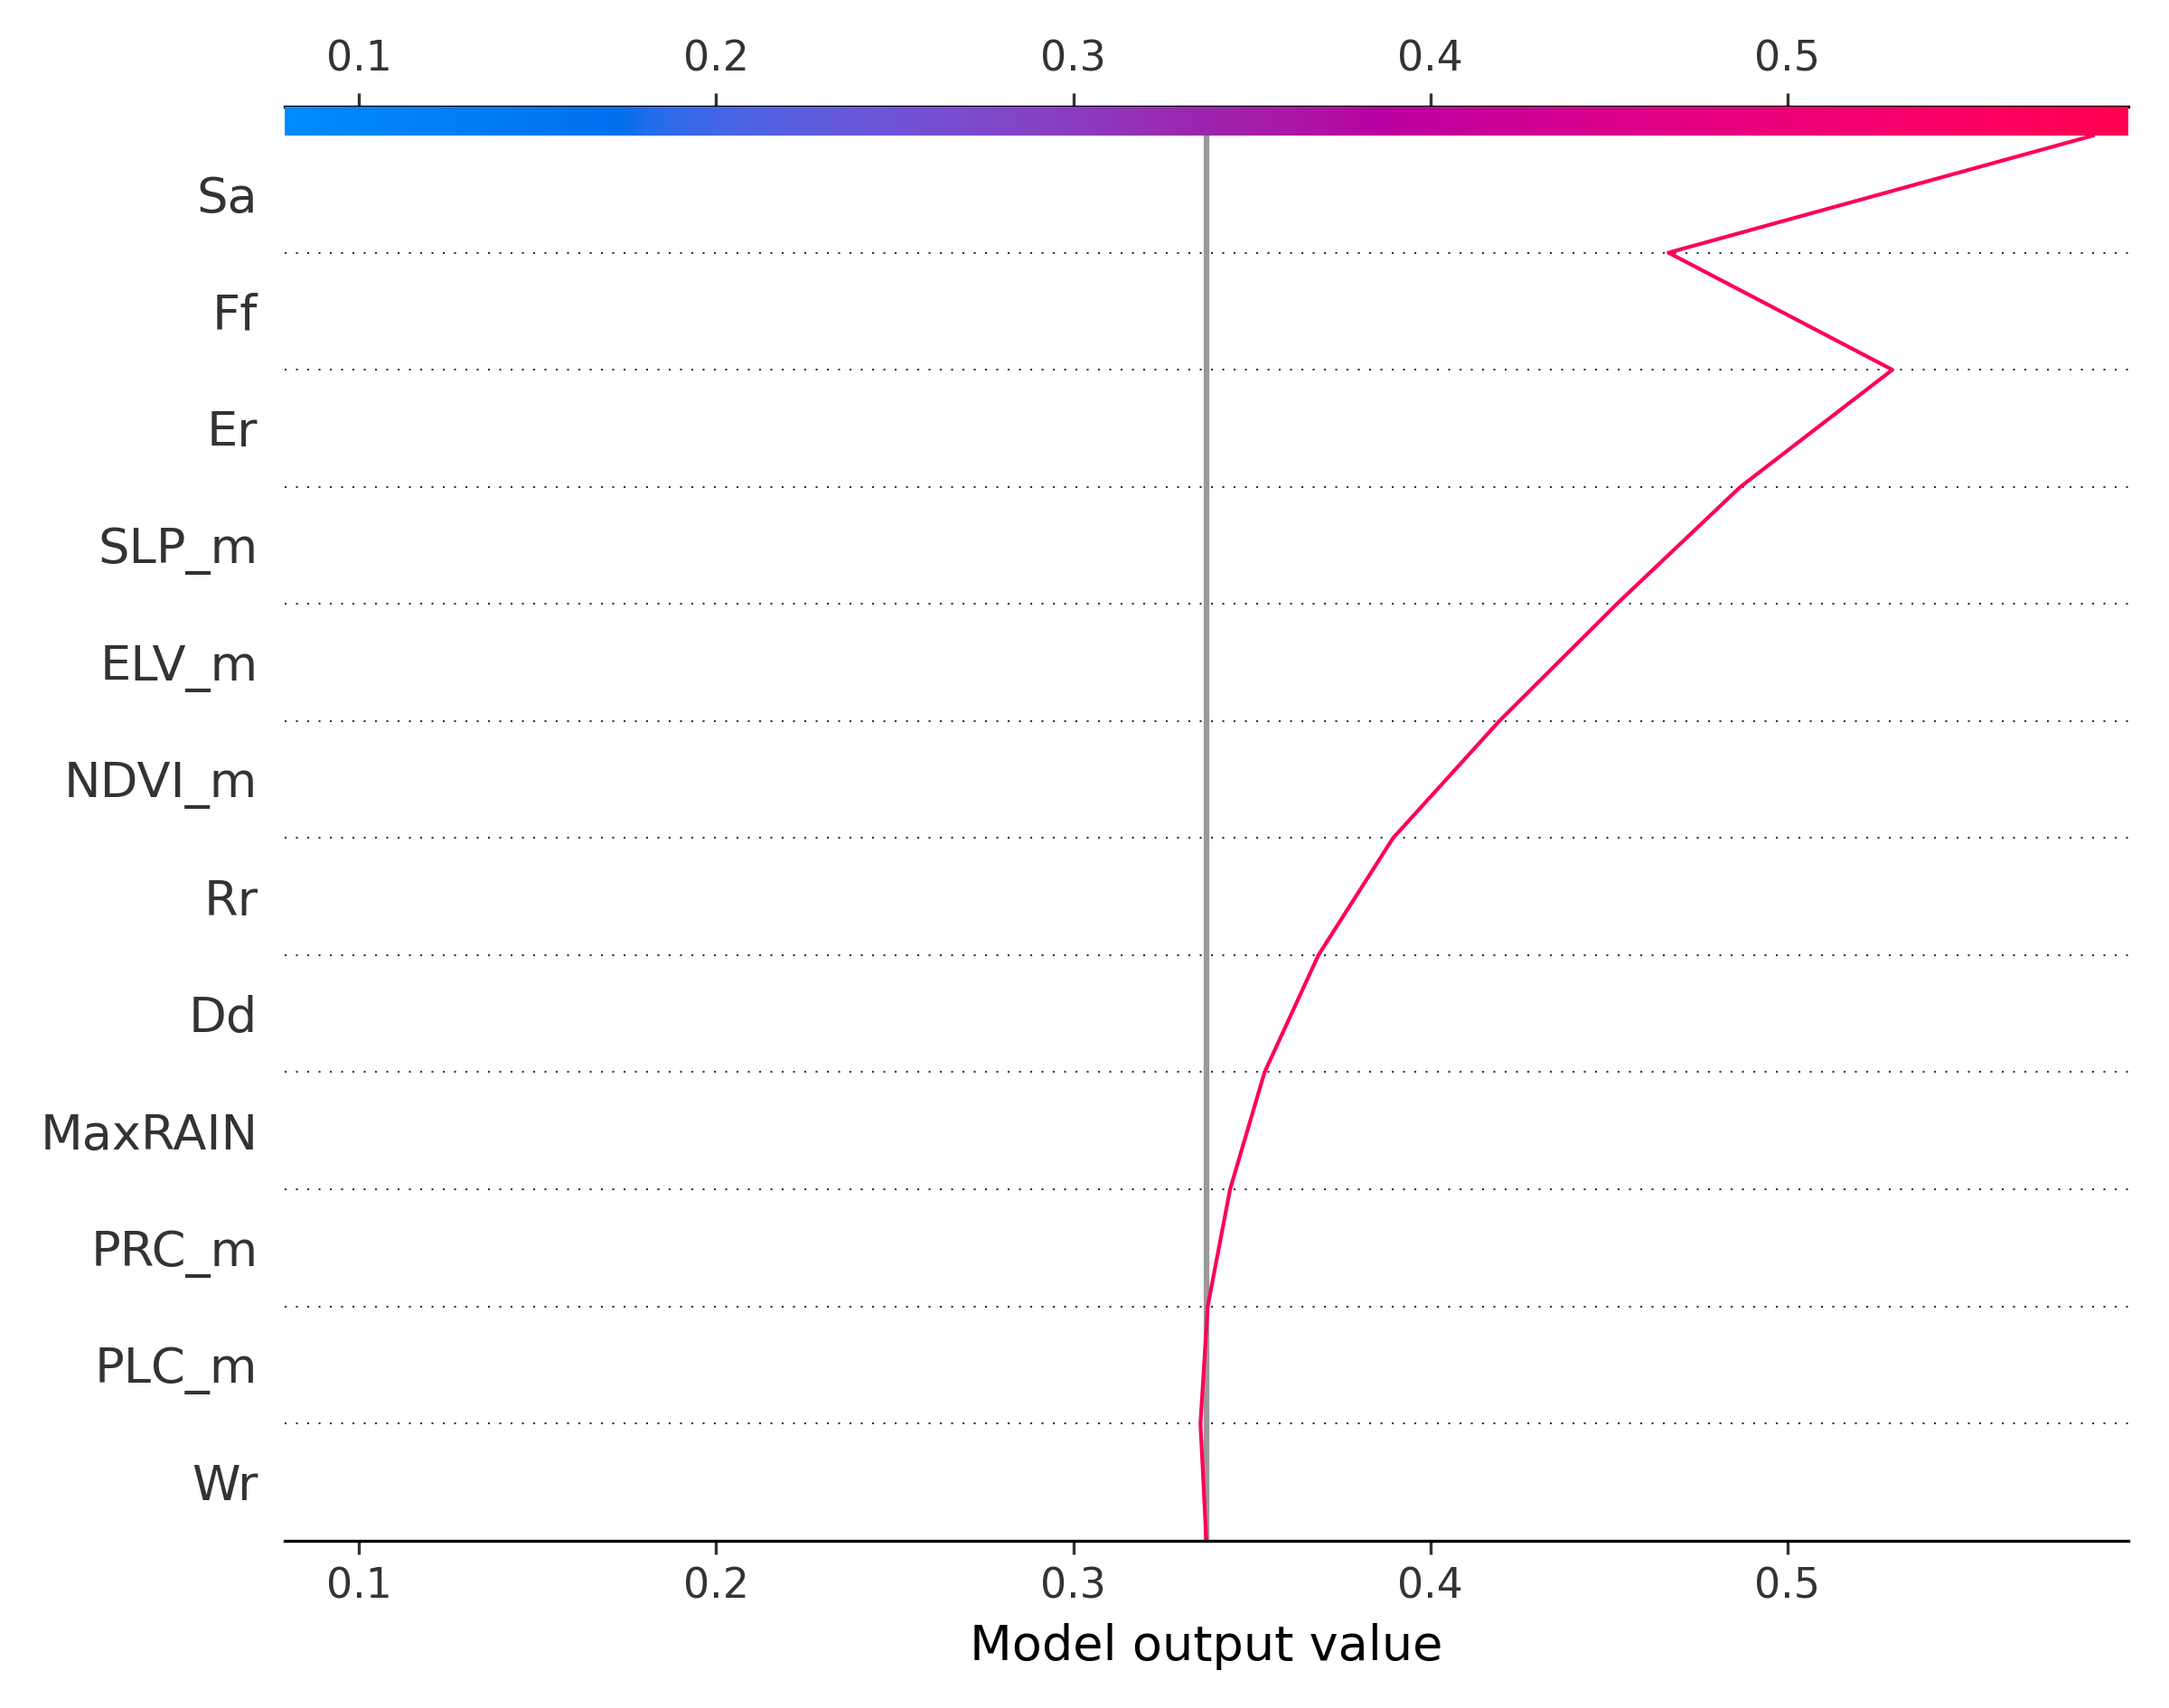 0.1 0.2 0.3 0.4 0.5
Sa
Ff
Er
SLP_m
ELV_m
NDVI_m
Rr
Dd
MaxRAIN
PRC_m
PLC_m
Wr
0.1 0.2 0.3 0.4 0.5
Model output value